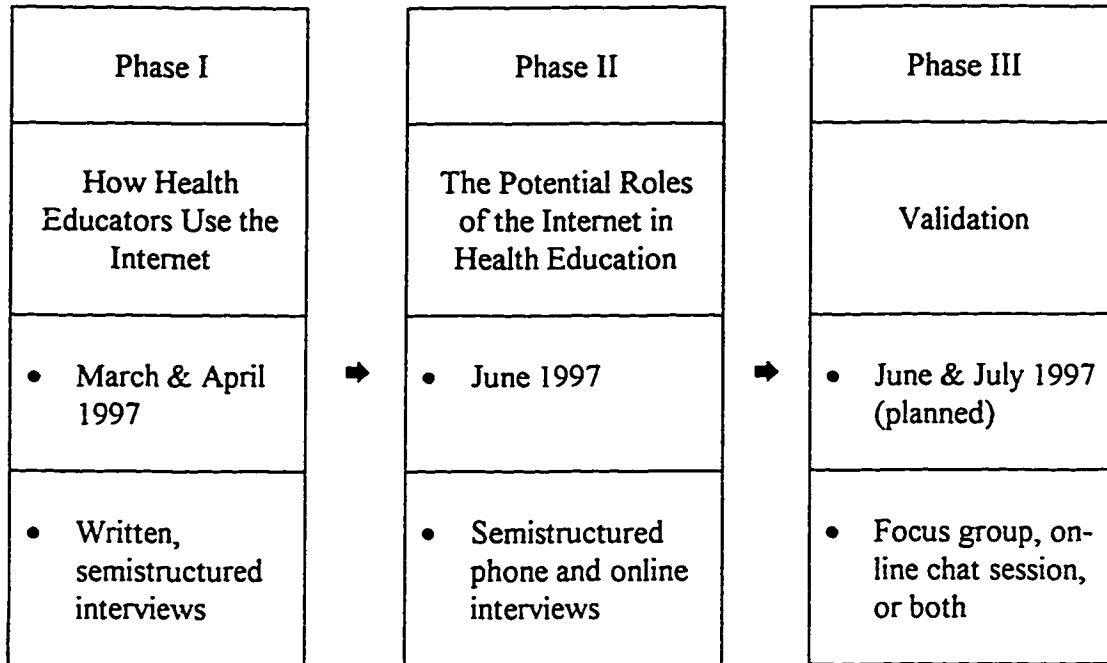 Phase I
How Health
Educators Use the
Internet
• March & April
1997
• Written,
semistructured
interviews
Phase II
The Potential Roles
of the Internet in
Health Education
• June 1997
• Semistructured
phone and online
interviews
Phase III
Validation
• June & July 1997
(planned)
• Focus group, on-
line chat session,
or both